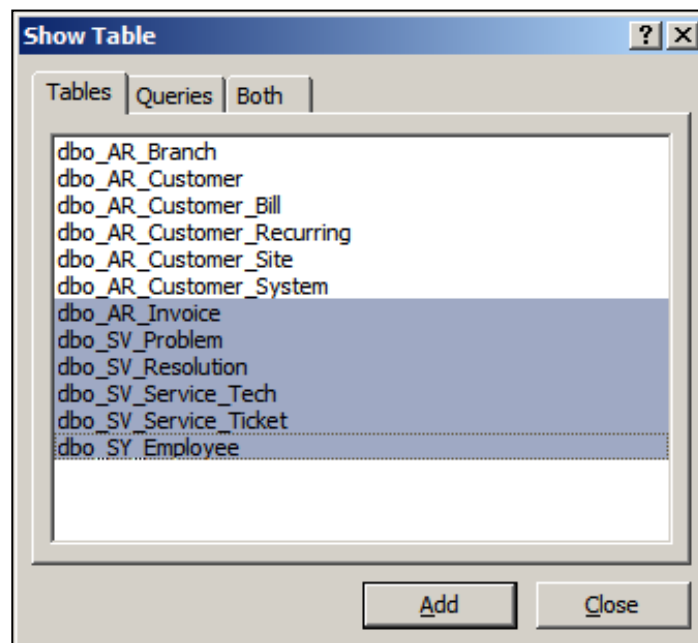 Show Table
Tables Queries Both
dbo_AR_Branch
dbo_AR_Customer
dbo_AR_Customer_Bill
dbo_AR_Customer_Recurring
dbo_AR_Customer_Site
dbo_AR_Customer_System
dbo_AR_Invoice
dbo_SV_Problem
dbo_SV_Resolution
dbo_SV_Service_Tech
dbo_SV_Service_Ticket
dbo_SY_Employee
Add Close